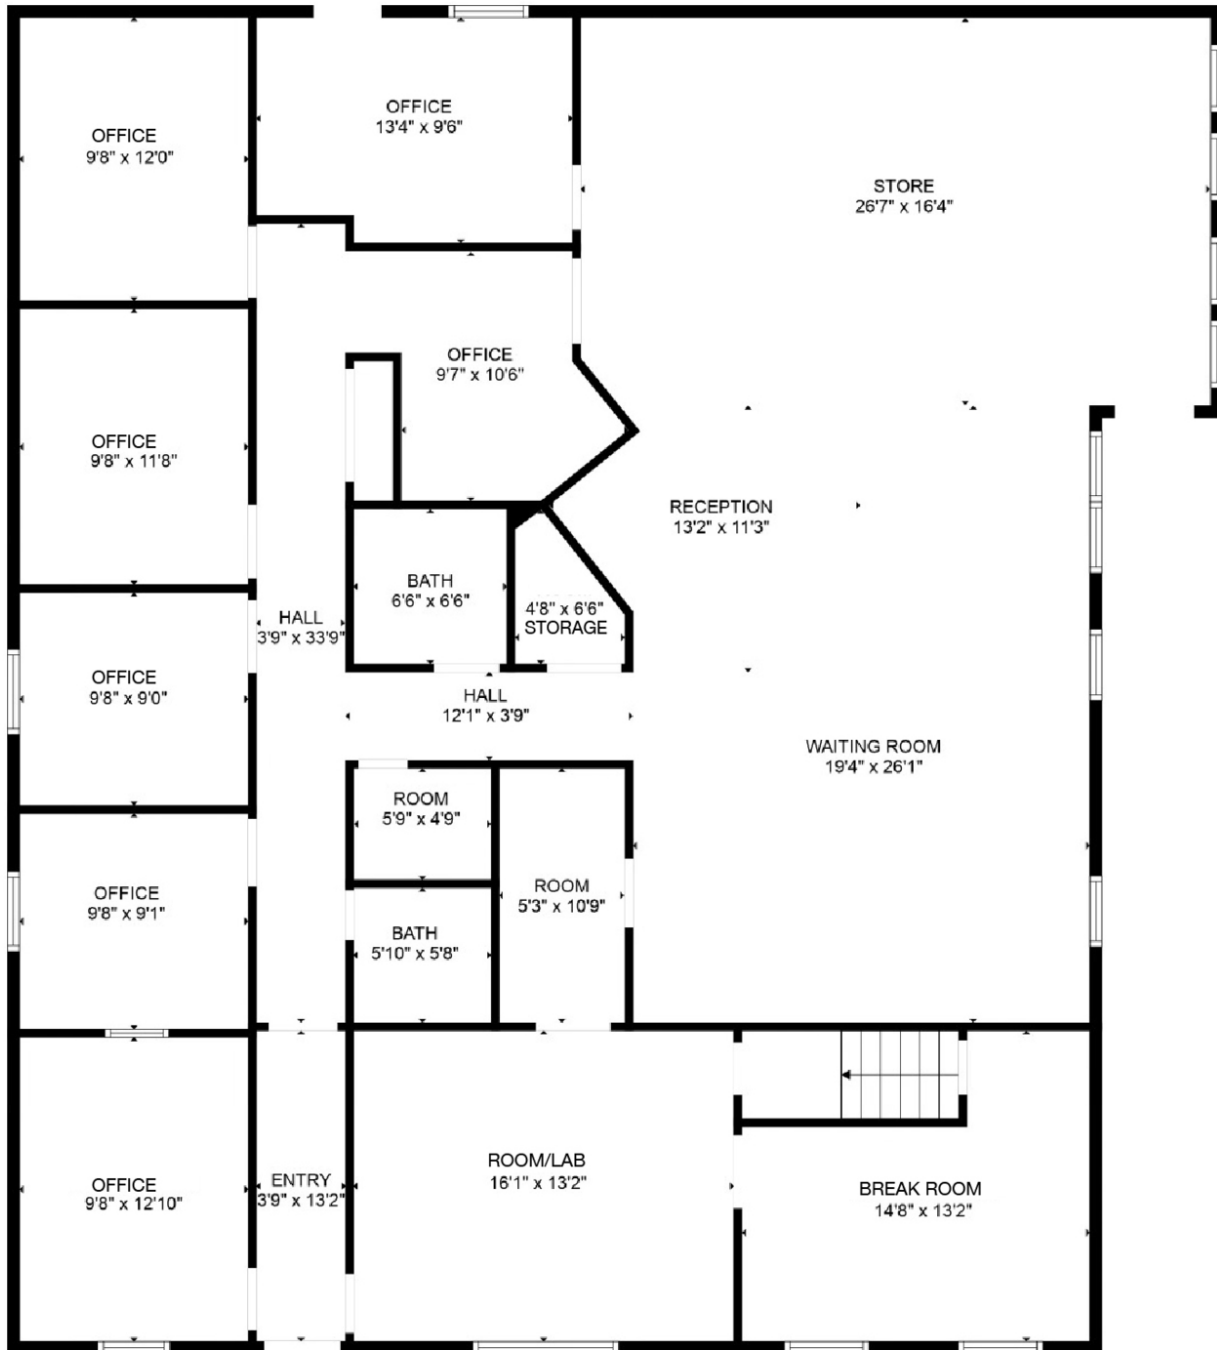 OFFICE
13'4" x 9'6"
OFFICE
9'8" x 12'0"
STORE
26'7" x 16'4"
OFFICE
9'7" x 10'6"
OFFICE
9'8" x 11'8"
RECEPTION
13'2" x 11'3"
BATH
6'6" x 6'6"
4'8" x 6'6"
STORAGE
HALL
3'9" x 33'9"
OFFICE
9'8" x 9'0"
HALL
12'1" x 3'9"
WAITING ROOM
19'4" x 26'1"
ROOM
5'9" x 4'9"
OFFICE
9'8" x 9'1"
ROOM
5'3" x 10'9"
BATH
5'10" x 5'8"
ROOM/LAB
16'1" x 13'2"
ENTRY
3'9" x 13'2"
OFFICE
9'8" x 12'10"
BREAK ROOM
14'8" x 13'2"